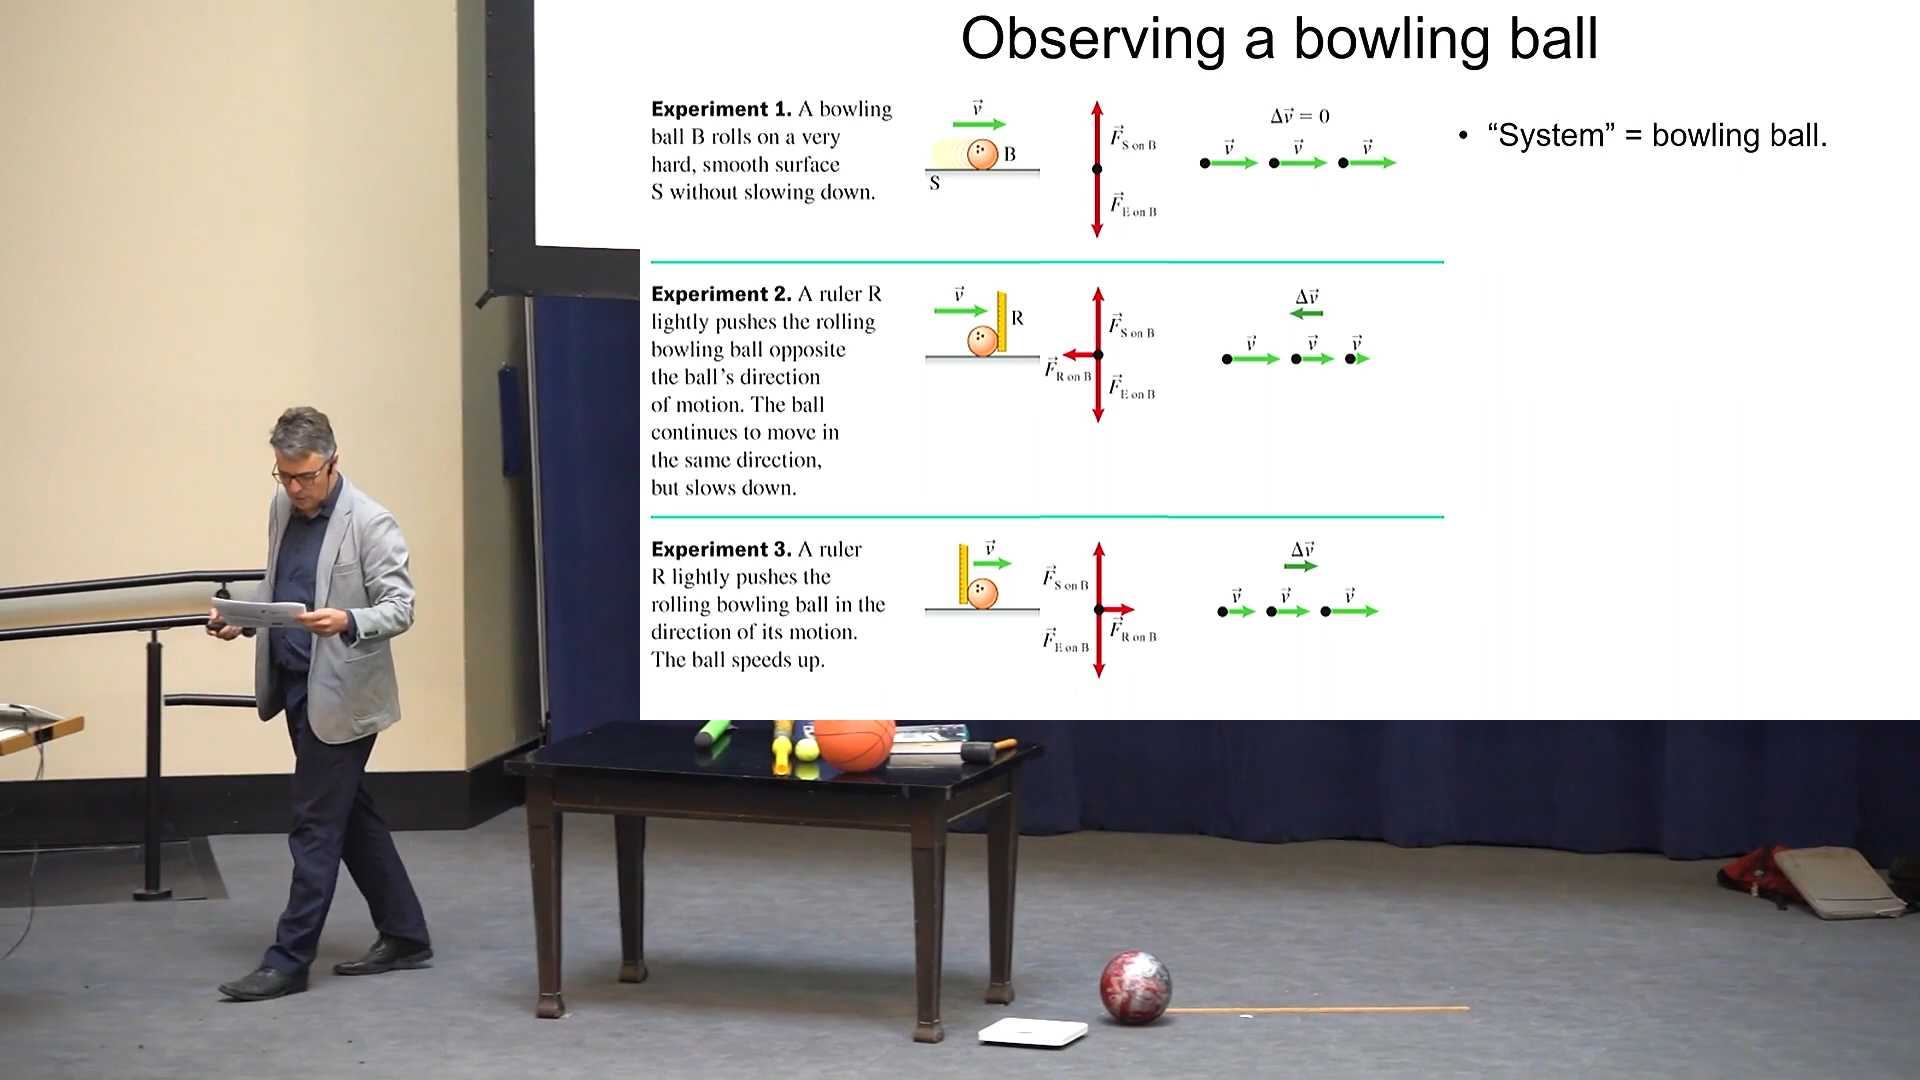 Observing a bowling ball
Experiment 1. A bowling
ball B rolls on a very
hard, smooth surface
S without slowing down.
v⃗
B
S
F⃗ S on B
F⃗ E on B
Δv⃗ = 0
v⃗ v⃗ v⃗
• “System” = bowling ball.
Experiment 2. A ruler R
lightly pushes the rolling
bowling ball opposite
the ball’s direction
of motion. The ball
continues to move in
the same direction,
but slows down.
v⃗
R
F⃗ S on B
F⃗ R on B
F⃗ E on B
Δv⃗
v⃗ v⃗ v⃗
Experiment 3. A ruler
R lightly pushes the
rolling bowling ball in the
direction of its motion.
The ball speeds up.
v⃗
F⃗ S on B
F⃗ R on B
F⃗ E on B
Δv⃗
v⃗ v⃗ v⃗